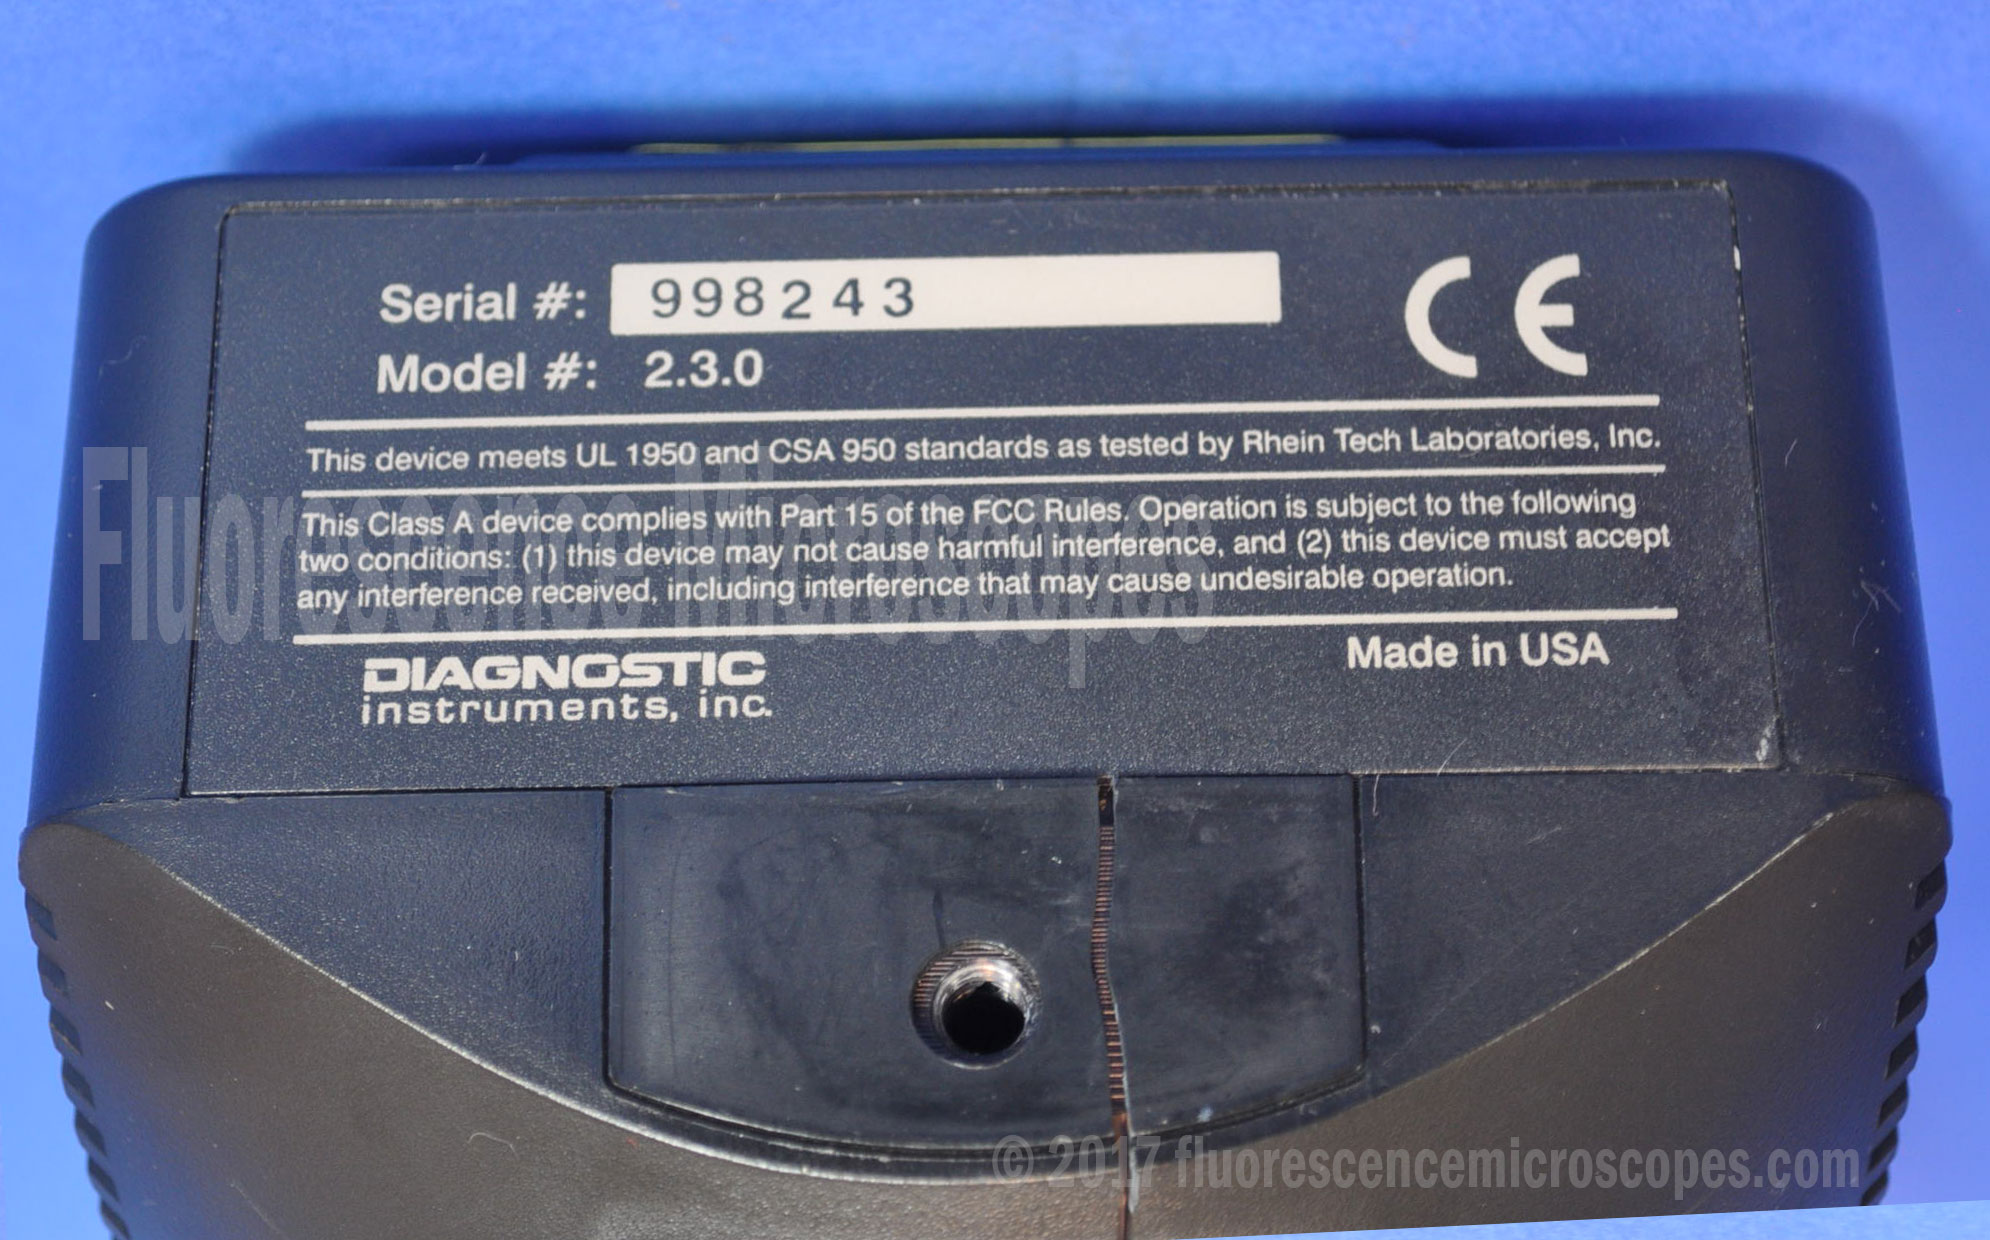 Serial #: 998243
CE
Model #: 2.3.0
This device meets UL 1950 and CSA 950 standards as tested by Rhein Tech Laboratories, Inc.
This Class A device complies with Part 15 of the FCC Rules. Operation is subject to the following
two conditions: (1) this device may not cause harmful interference, and (2) this device must accept
any interference received, including interference that may cause undesirable operation.
Fluorescence Microscopes
DIAGNOSTIC
instruments, inc.
Made in USA
© 2017 fluorescencemicroscopes.com